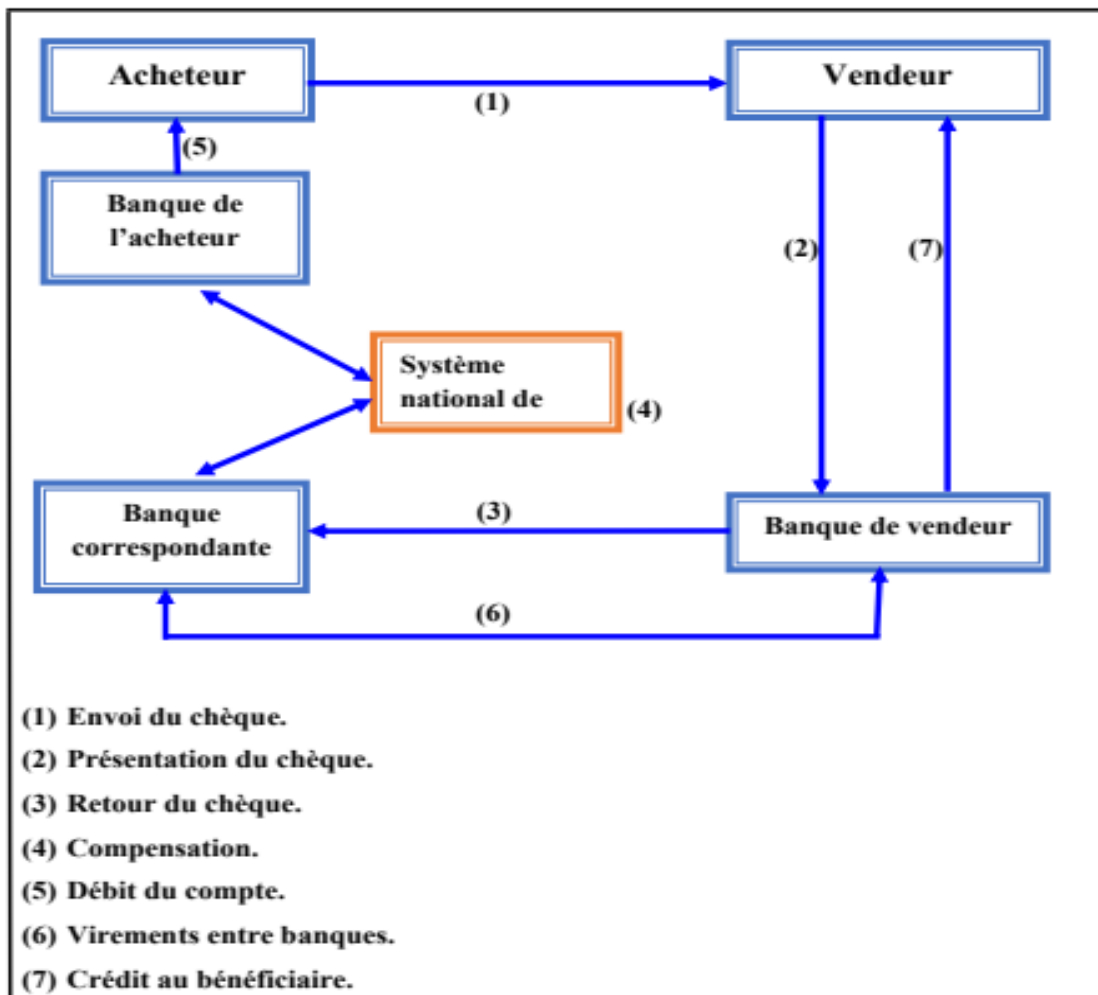 Acheteur
Vendeur
(1)
(5)
Banque de
l’acheteur
(2)
(7)
Système
national de
(4)
Banque
correspondante
(3)
Banque de vendeur
(6)
(1) Envoi du chèque.
(2) Présentation du chèque.
(3) Retour du chèque.
(4) Compensation.
(5) Débit du compte.
(6) Virements entre banques.
(7) Crédit au bénéficiaire.